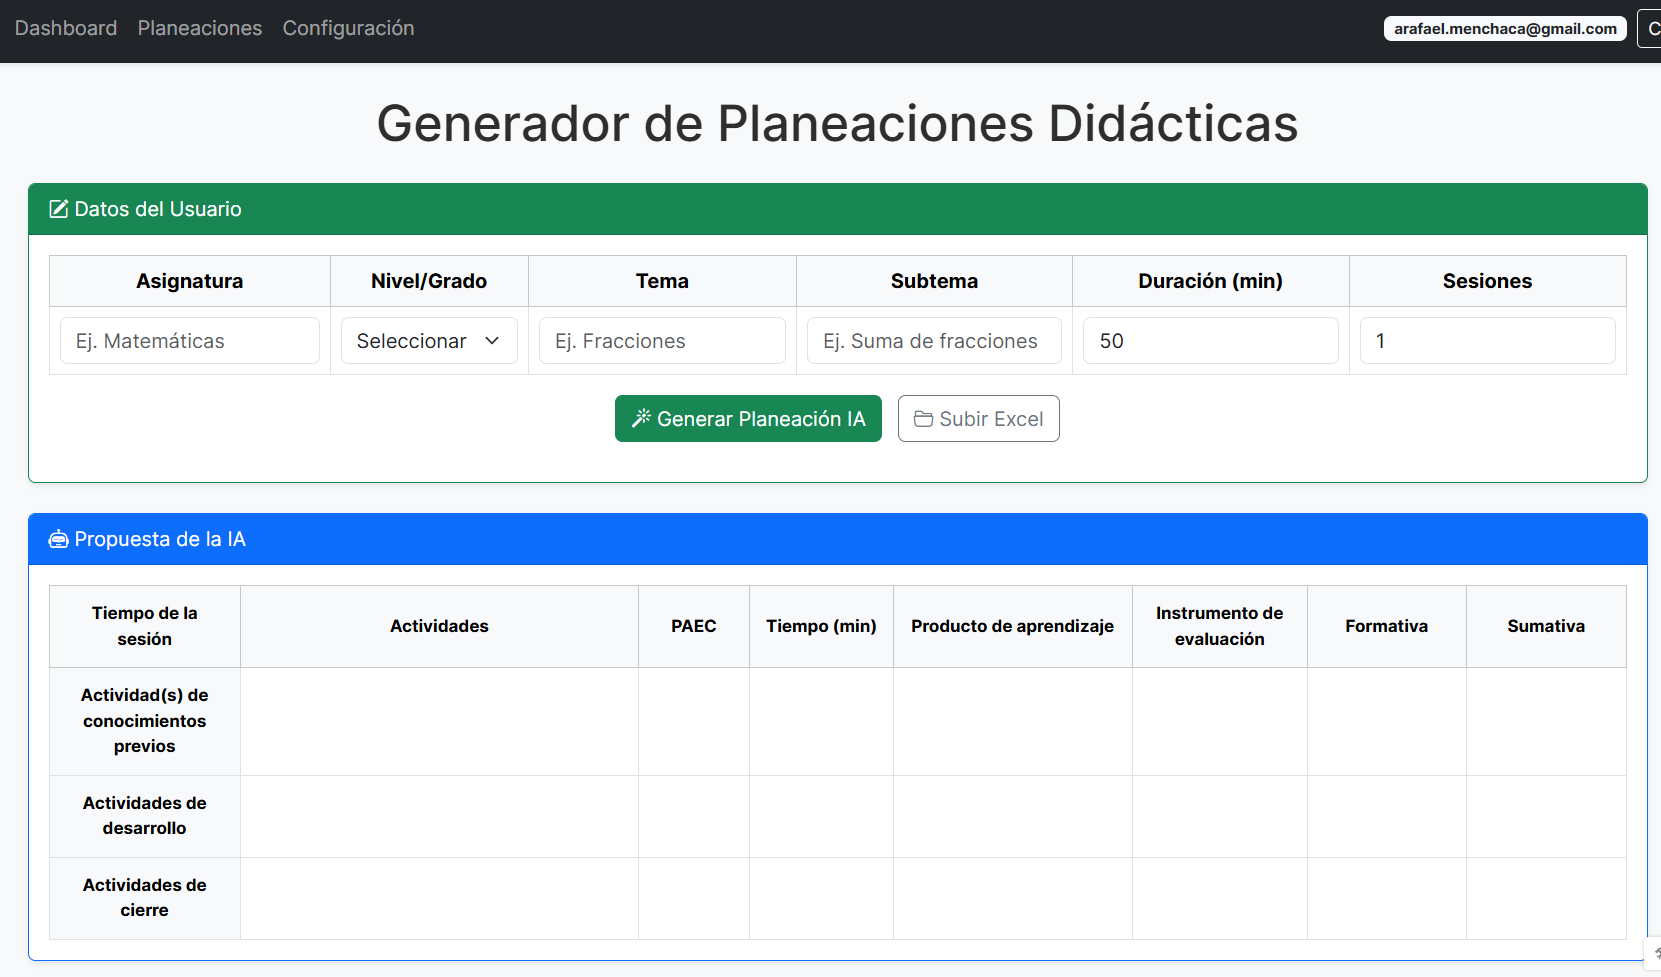 Dashboard Planeaciones Configuración arafael.menchaca@gmail.com
Generador de Planeaciones Didácticas
Datos del Usuario
Asignatura Nivel/Grado Tema Subtema Duración (min) Sesiones
Ej. Matemáticas Seleccionar Ej. Fracciones Ej. Suma de fracciones 50 1
Generar Planeación IA Subir Excel
Propuesta de la IA
Tiempo de la sesión Actividades PAEC Tiempo (min) Producto de aprendizaje Instrumento de evaluación Formativa Sumativa
Actividad(s) de
conocimientos
previos
Actividades de
desarrollo
Actividades de
cierre